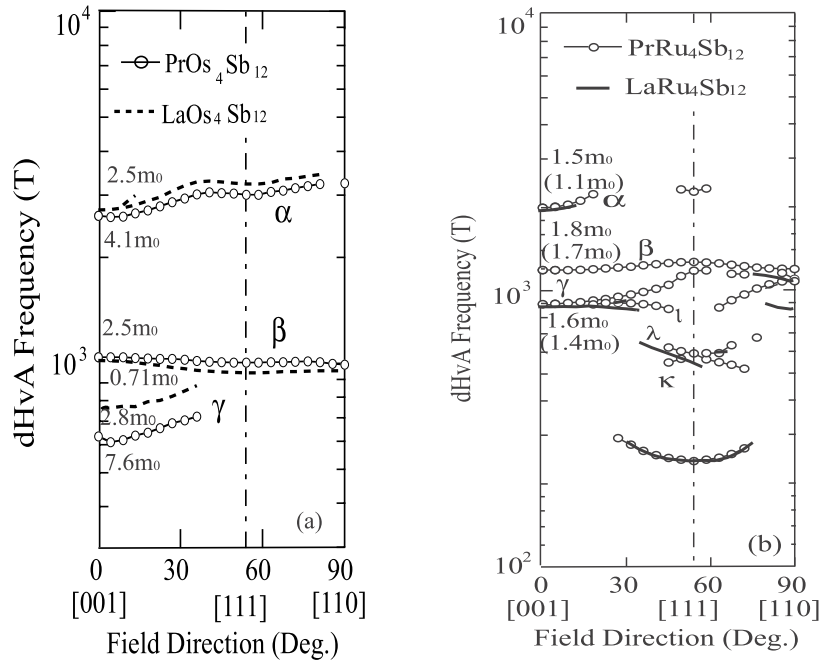 10⁴
PrOs₄Sb₁₂
LaOs₄Sb₁₂
2.5m₀
α
4.1m₀
2.5m₀
β
10³
0.71m₀
2.8m₀
γ
7.6m₀
(a)
dHvA Frequency (T)
0 30 60 90
[001] [111] [110]
Field Direction (Deg.)
10⁴
PrRu₄Sb₁₂
LaRu₄Sb₁₂
1.5m₀
(1.1m₀)
α
1.8m₀
(1.7m₀)
β
γ
10³
1.6m₀
(1.4m₀)
ι
λ
κ
(b)
10²
dHvA Frequency (T)
0 30 60 90
[001] [111] [110]
Field Direction (Deg.)